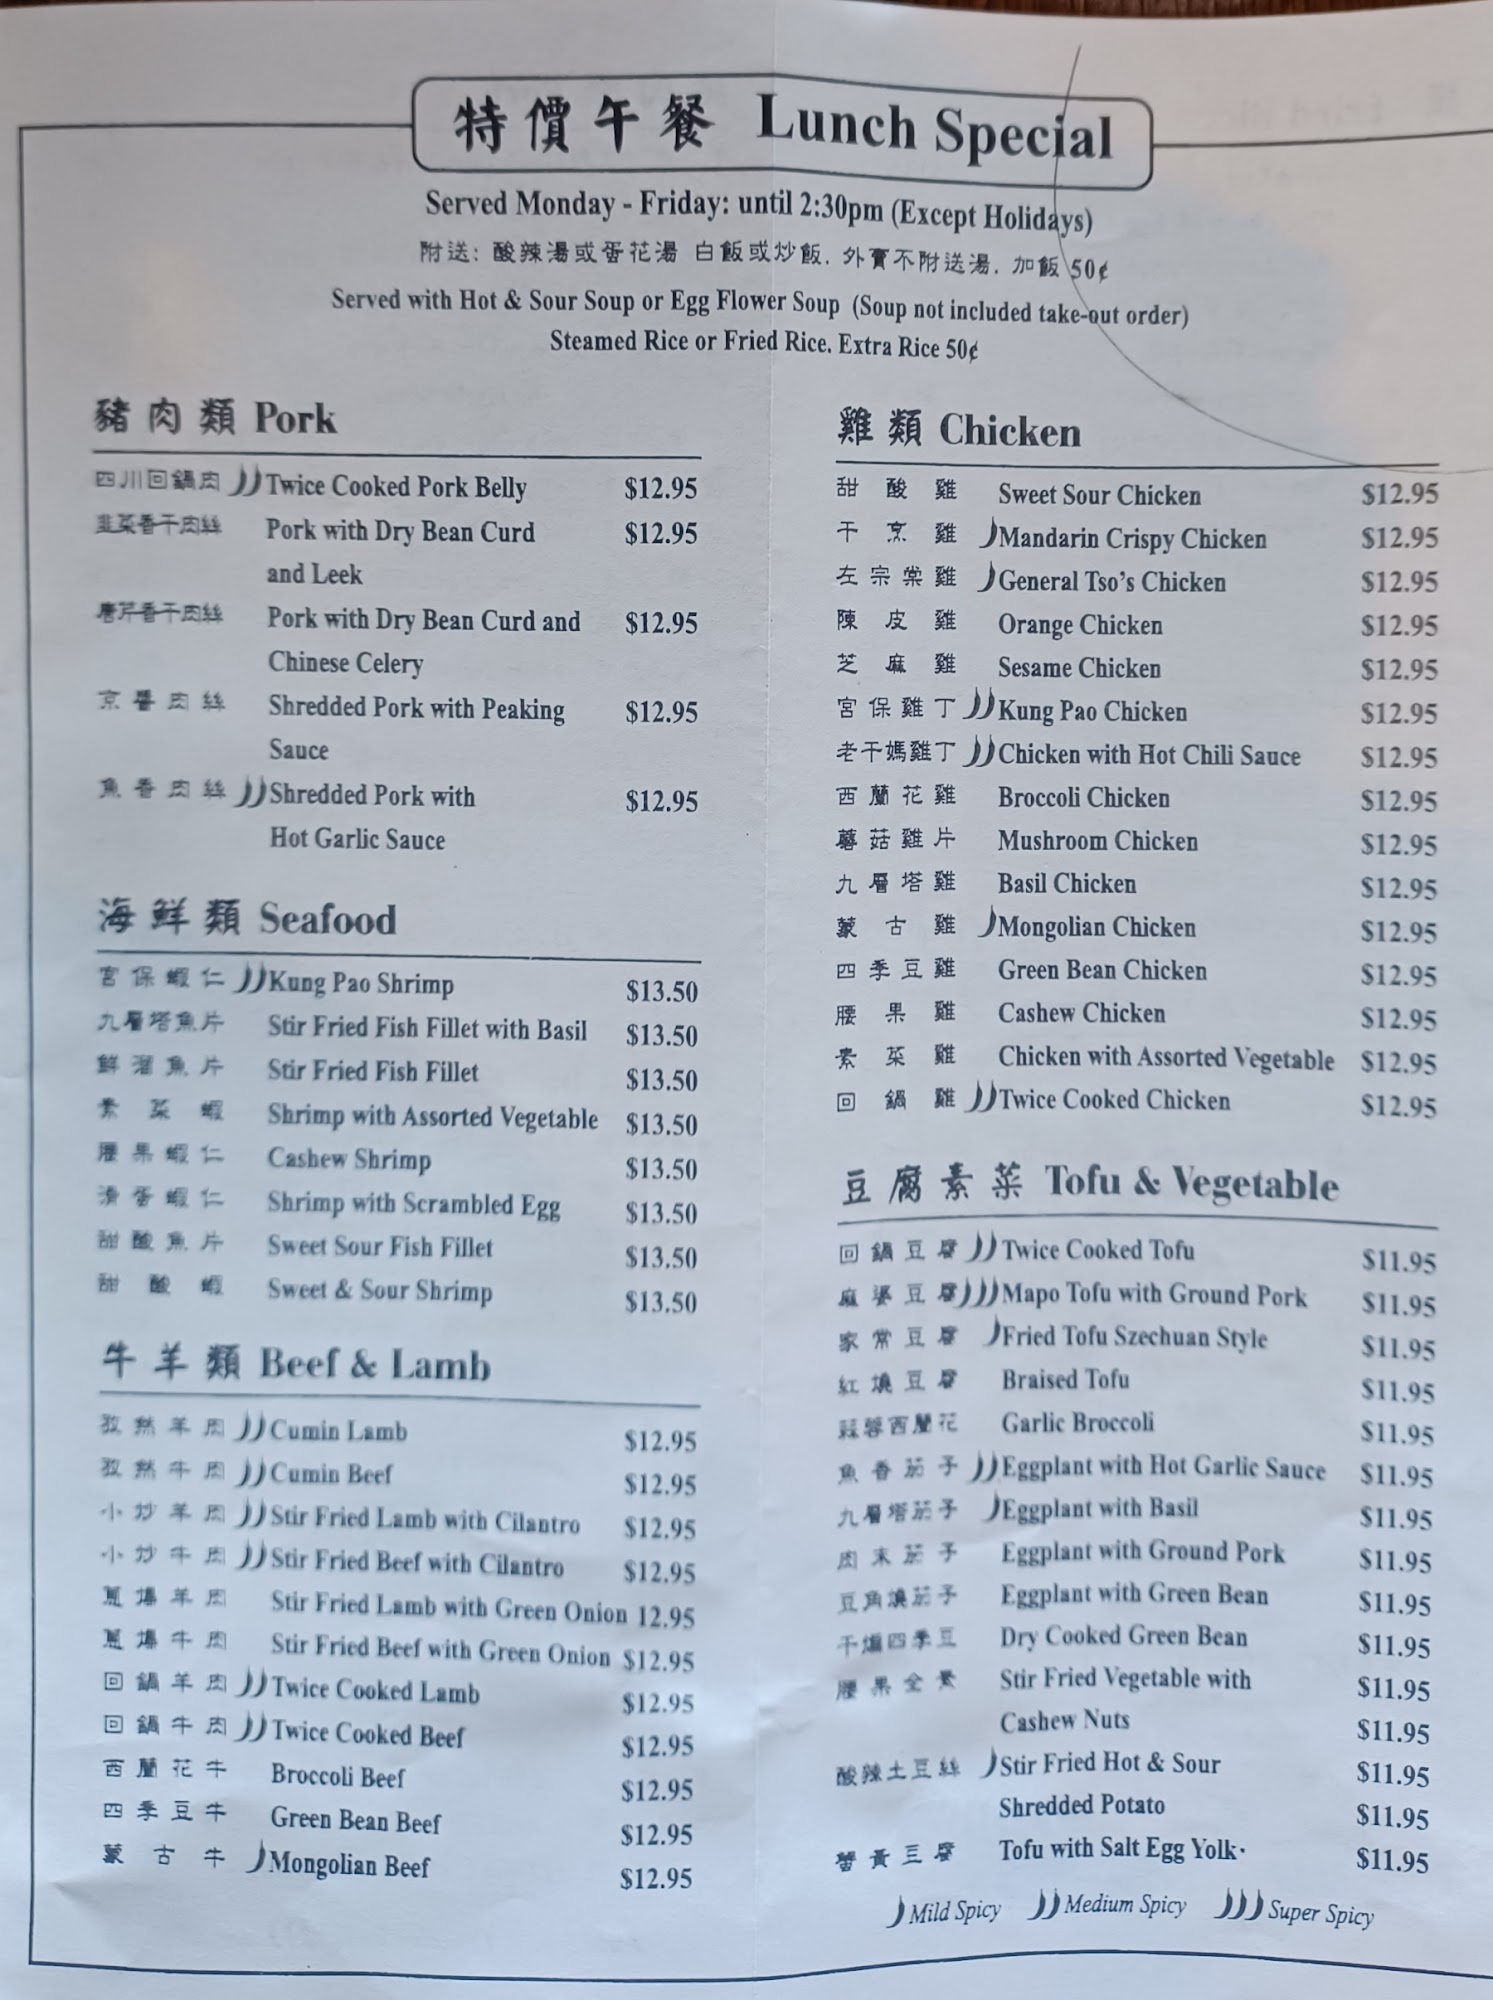 特價午餐 Lunch Special
Served Monday - Friday: until 2:30pm (Except Holidays)
附送: 酸辣湯或蛋花湯 白飯或炒飯. 外賣不附送湯. 加飯 50¢
Served with Hot & Sour Soup or Egg Flower Soup (Soup not included take-out order)
Steamed Rice or Fried Rice. Extra Rice 50¢
豬肉類 Pork
四川回鍋肉 Twice Cooked Pork Belly $12.95
韭菜香干肉絲 Pork with Dry Bean Curd $12.95
and Leek
唐芹香干肉絲 Pork with Dry Bean Curd and $12.95
Chinese Celery
京醬肉絲 Shredded Pork with Peaking $12.95
Sauce
魚香肉絲 Shredded Pork with $12.95
Hot Garlic Sauce
海鮮類 Seafood
宮保蝦仁 Kung Pao Shrimp $13.50
九層塔魚片 Stir Fried Fish Fillet with Basil $13.50
鮮溜魚片 Stir Fried Fish Fillet $13.50
素菜蝦 Shrimp with Assorted Vegetable $13.50
腰果蝦仁 Cashew Shrimp $13.50
滑蛋蝦仁 Shrimp with Scrambled Egg $13.50
甜酸魚片 Sweet Sour Fish Fillet $13.50
甜酸蝦 Sweet & Sour Shrimp $13.50
牛羊類 Beef & Lamb
孜然羊肉 Cumin Lamb $12.95
孜然牛肉 Cumin Beef $12.95
小炒羊肉 Stir Fried Lamb with Cilantro $12.95
小炒牛肉 Stir Fried Beef with Cilantro $12.95
蔥爆羊肉 Stir Fried Lamb with Green Onion 12.95
蔥爆牛肉 Stir Fried Beef with Green Onion $12.95
回鍋羊肉 Twice Cooked Lamb $12.95
回鍋牛肉 Twice Cooked Beef $12.95
西蘭花牛 Broccoli Beef $12.95
四季豆牛 Green Bean Beef $12.95
蒙古牛 Mongolian Beef $12.95
雞類 Chicken
甜酸雞 Sweet Sour Chicken $12.95
干烹雞 Mandarin Crispy Chicken $12.95
左宗棠雞 General Tso's Chicken $12.95
陳皮雞 Orange Chicken $12.95
芝麻雞 Sesame Chicken $12.95
宮保雞丁 Kung Pao Chicken $12.95
老干媽雞丁 Chicken with Hot Chili Sauce $12.95
西蘭花雞 Broccoli Chicken $12.95
蘑菇雞片 Mushroom Chicken $12.95
九層塔雞 Basil Chicken $12.95
蒙古雞 Mongolian Chicken $12.95
四季豆雞 Green Bean Chicken $12.95
腰果雞 Cashew Chicken $12.95
素菜雞 Chicken with Assorted Vegetable $12.95
回鍋雞 Twice Cooked Chicken $12.95
豆腐素菜 Tofu & Vegetable
回鍋豆腐 Twice Cooked Tofu $11.95
麻婆豆腐 Mapo Tofu with Ground Pork $11.95
家常豆腐 Fried Tofu Szechuan Style $11.95
紅燒豆腐 Braised Tofu $11.95
蒜蓉西蘭花 Garlic Broccoli $11.95
魚香茄子 Eggplant with Hot Garlic Sauce $11.95
九層塔茄子 Eggplant with Basil $11.95
肉末茄子 Eggplant with Ground Pork $11.95
豆角燒茄子 Eggplant with Green Bean $11.95
干煸四季豆 Dry Cooked Green Bean $11.95
腰果全素 Stir Fried Vegetable with $11.95
Cashew Nuts $11.95
酸辣土豆絲 Stir Fried Hot & Sour $11.95
Shredded Potato $11.95
蟹黃豆腐 Tofu with Salt Egg Yolk· $11.95
Mild Spicy Medium Spicy Super Spicy